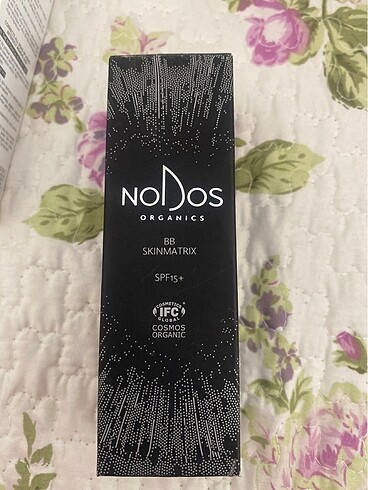 NODOS
ORGANICS
BB
SKINMATRIX
SPF15+
COSMETICS
IFC
GLOBAL
COSMOS
ORGANIC